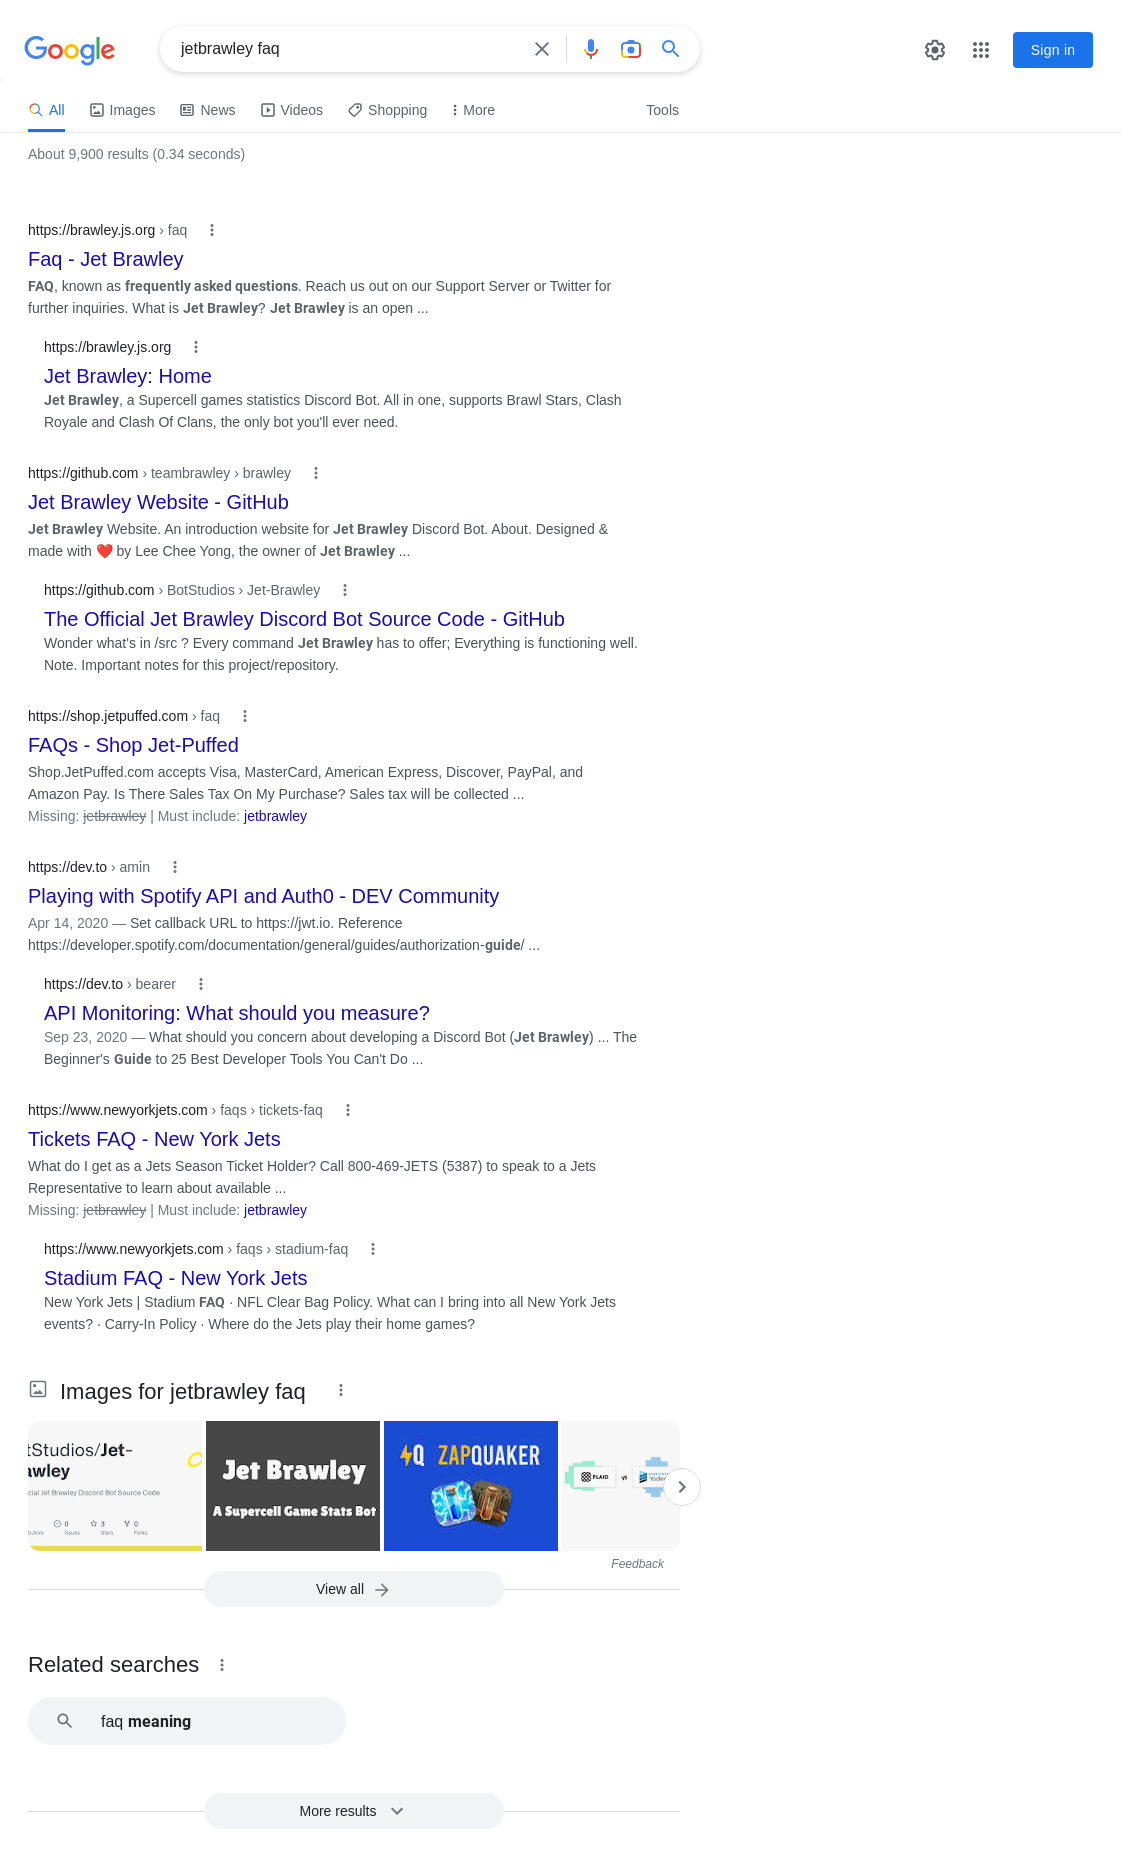 Google
jetbrawley faq
Sign in
All
Images
News
Videos
Shopping
More
Tools
About 9,900 results (0.34 seconds)
https://brawley.js.org › faq
Faq - Jet Brawley
FAQ, known as frequently asked questions. Reach us out on our Support Server or Twitter for
further inquiries. What is Jet Brawley? Jet Brawley is an open ...
https://brawley.js.org
Jet Brawley: Home
Jet Brawley, a Supercell games statistics Discord Bot. All in one, supports Brawl Stars, Clash
Royale and Clash Of Clans, the only bot you'll ever need.
https://github.com › teambrawley › brawley
Jet Brawley Website - GitHub
Jet Brawley Website. An introduction website for Jet Brawley Discord Bot. About. Designed &
made with ❤️ by Lee Chee Yong, the owner of Jet Brawley ...
https://github.com › BotStudios › Jet-Brawley
The Official Jet Brawley Discord Bot Source Code - GitHub
Wonder what's in /src ? Every command Jet Brawley has to offer; Everything is functioning well.
Note. Important notes for this project/repository.
https://shop.jetpuffed.com › faq
FAQs - Shop Jet-Puffed
Shop.JetPuffed.com accepts Visa, MasterCard, American Express, Discover, PayPal, and
Amazon Pay. Is There Sales Tax On My Purchase? Sales tax will be collected ...
Missing: jetbrawley | Must include: jetbrawley
https://dev.to › amin
Playing with Spotify API and Auth0 - DEV Community
Apr 14, 2020 — Set callback URL to https://jwt.io. Reference
https://developer.spotify.com/documentation/general/guides/authorization-guide/ ...
https://dev.to › bearer
API Monitoring: What should you measure?
Sep 23, 2020 — What should you concern about developing a Discord Bot (Jet Brawley) ... The
Beginner's Guide to 25 Best Developer Tools You Can't Do ...
https://www.newyorkjets.com › faqs › tickets-faq
Tickets FAQ - New York Jets
What do I get as a Jets Season Ticket Holder? Call 800-469-JETS (5387) to speak to a Jets
Representative to learn about available ...
Missing: jetbrawley | Must include: jetbrawley
https://www.newyorkjets.com › faqs › stadium-faq
Stadium FAQ - New York Jets
New York Jets | Stadium FAQ · NFL Clear Bag Policy. What can I bring into all New York Jets
events? · Carry-In Policy · Where do the Jets play their home games?
Images for jetbrawley faq
tStudios/Jet-
awley
cial Jet Brawley Discord Bot Source Code
0 3 0
butors Issues Stars Forks
Jet Brawley
A Supercell Game Stats Bot
Q ZAPQUAKER
PLAID VS Yodlee
Feedback
View all
Related searches
faq meaning
More results